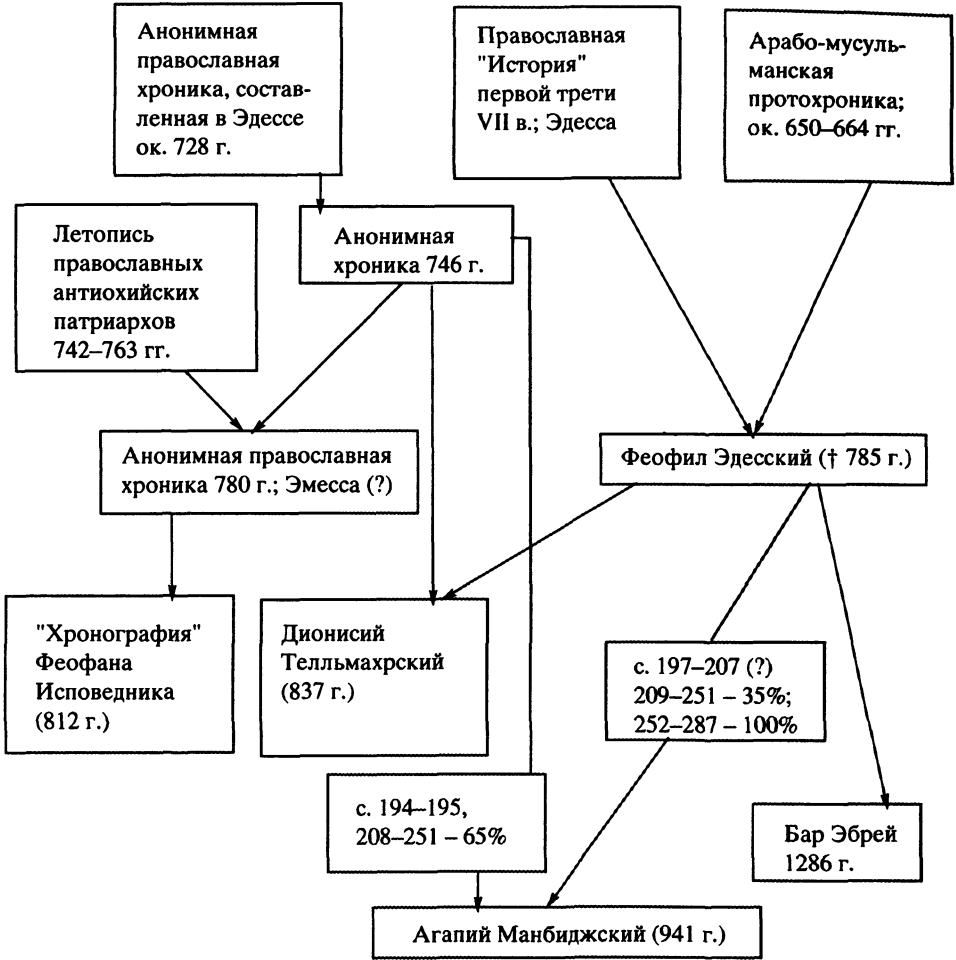 Анонимная
православная
хроника, состав-
ленная в Эдессе
ок. 728 г.
Православная
"История"
первой трети
VII в.; Эдесса
Арабо-мусуль-
манская
протохроника;
ок. 650–664 гг.
Летопись
православных
антиохийских
патриархов
742–763 гг.
Анонимная
хроника 746 г.
Анонимная православная
хроника 780 г.; Эмесса (?)
Феофил Эдесский († 785 г.)
"Хронография"
Феофана
Исповедника
(812 г.)
Дионисий
Телльмахрский
(837 г.)
с. 197–207 (?)
209–251 – 35%;
252–287 – 100%
с. 194–195,
208–251 – 65%
Бар Эбрей
1286 г.
Агапий Манбиджский (941 г.)